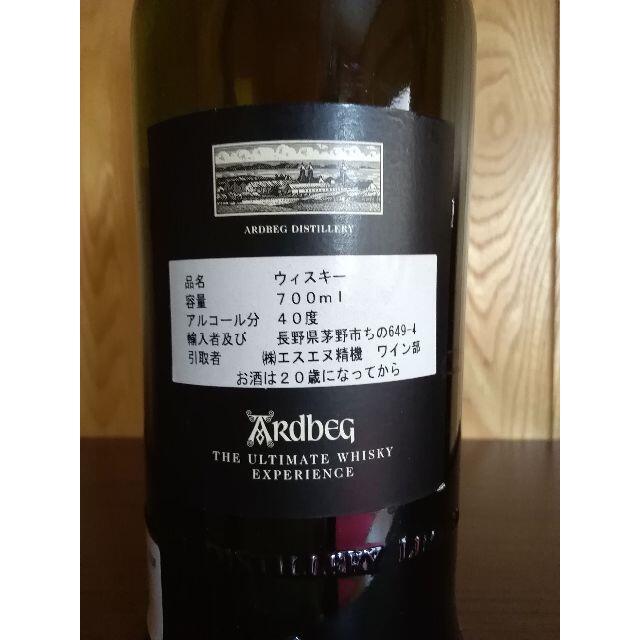 ARDBEG DISTILLERY
品名 ウィスキー
容量 700ml
アルコール分 40度
輸入者及び 長野県茅野市ちの649-4
引取者 ㈱エスエヌ精機 ワイン部
お酒は20歳になってから
ARdbEG
THE ULTIMATE WHISKY
EXPERIENCE
DISTILLERY